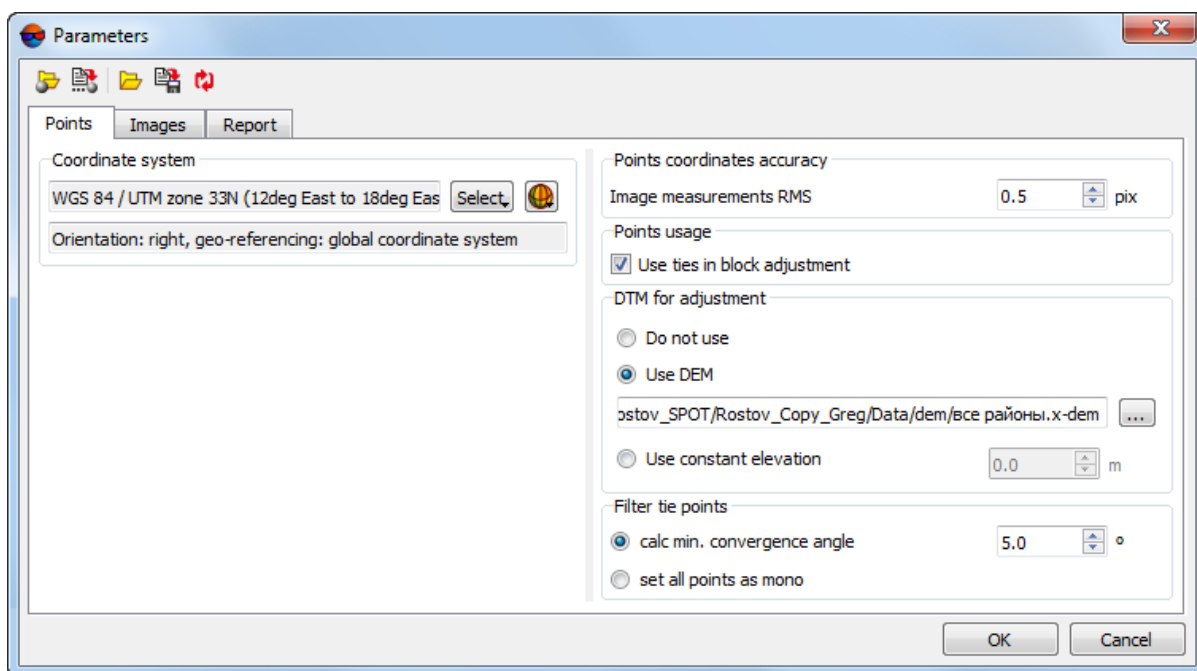 Parameters
Points Images Report
Coordinate system
WGS 84 / UTM zone 33N (12deg East to 18deg Eas Select
Orientation: right, geo-referencing: global coordinate system
Points coordinates accuracy
Image measurements RMS 0.5 pix
Points usage
Use ties in block adjustment
DTM for adjustment
Do not use
Use DEM
ostov_SPOT/Rostov_Copy_Greg/Data/dem/все районы.x-dem ...
Use constant elevation 0.0 m
Filter tie points
calc min. convergence angle 5.0 °
set all points as mono
OK Cancel